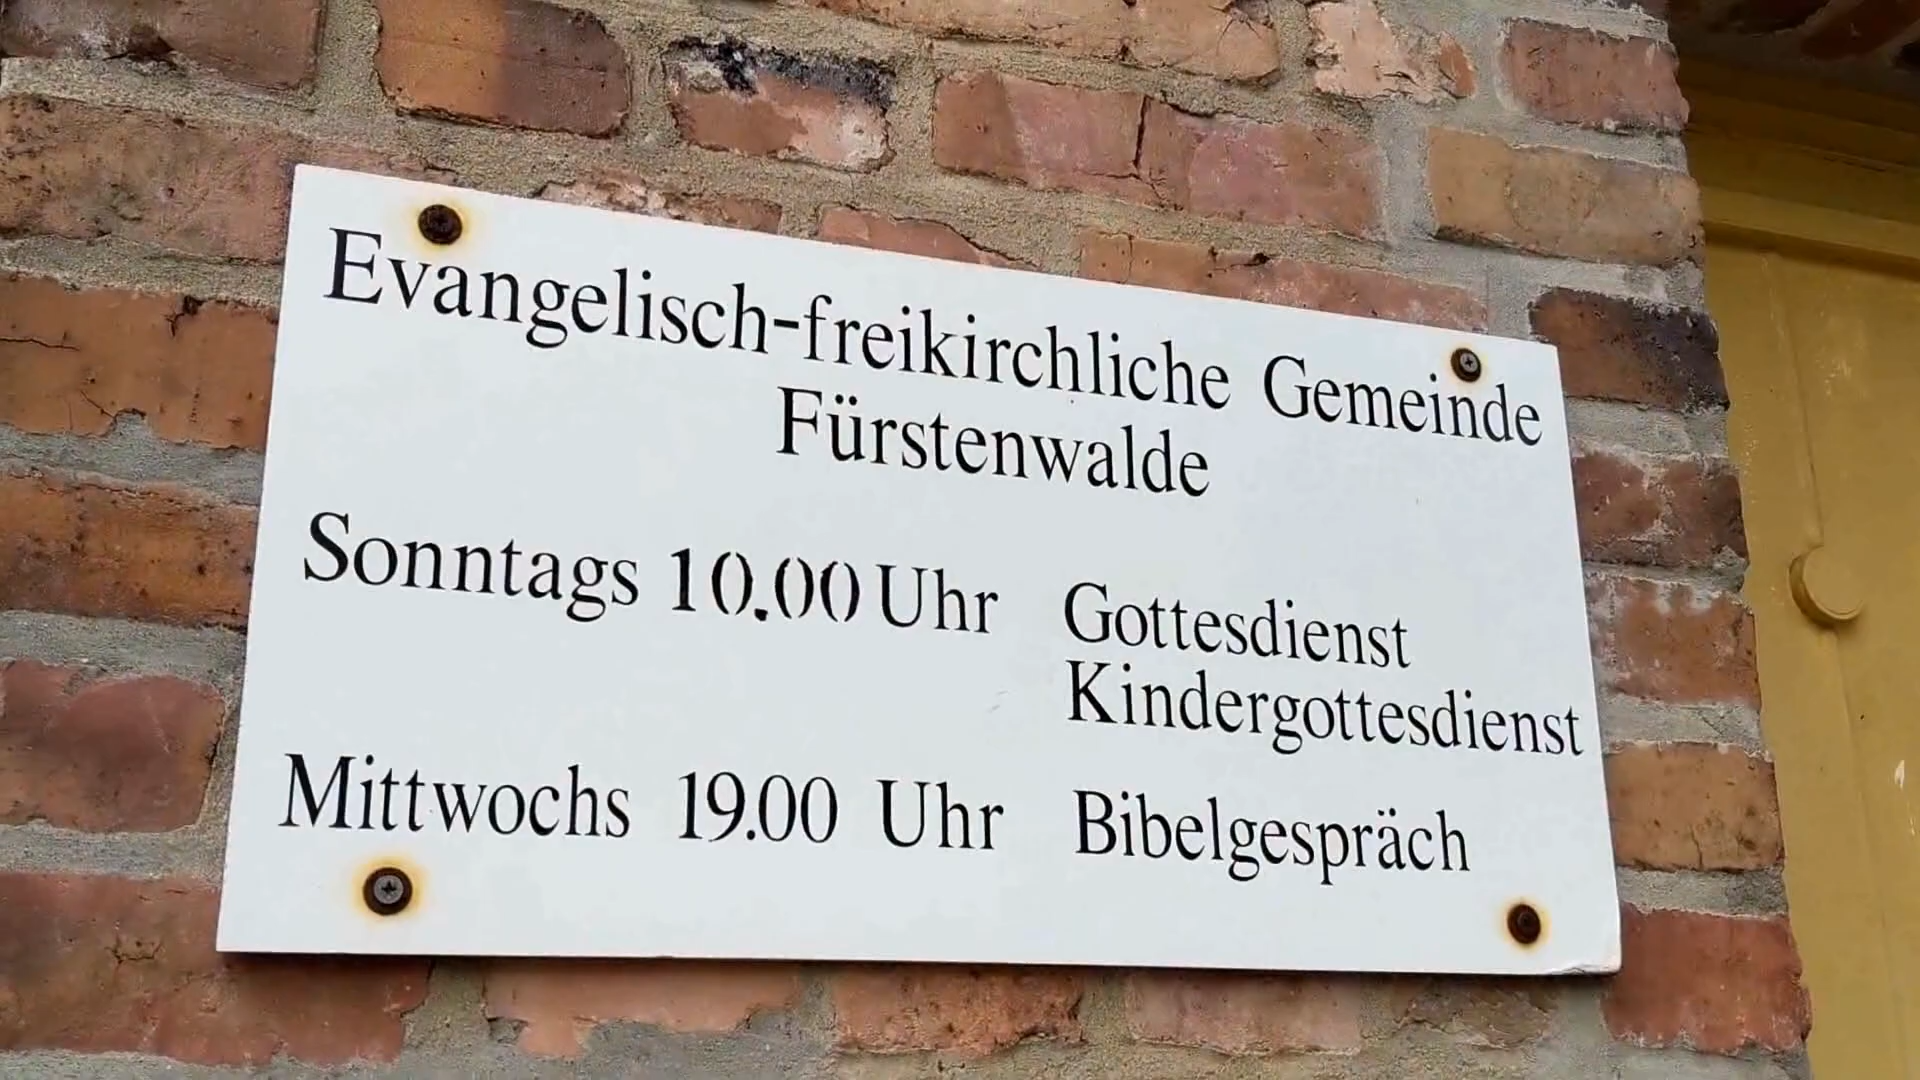 Evangelisch-freikirchliche Gemeinde
Fürstenwalde
Sonntags 10.00 Uhr Gottesdienst
Kindergottesdienst
Mittwochs 19.00 Uhr Bibelgespräch